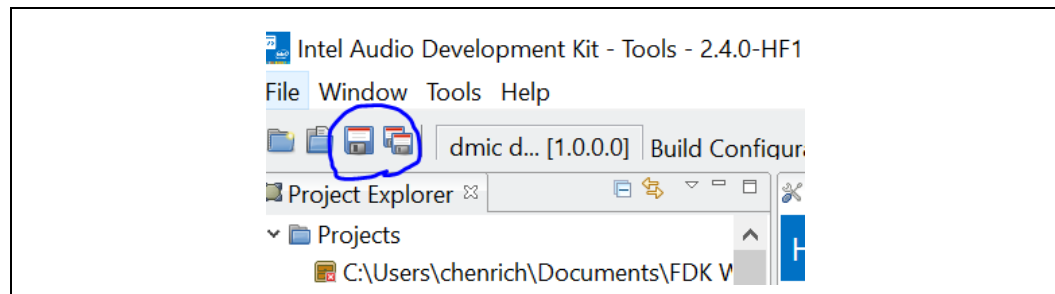 Intel Audio Development Kit - Tools - 2.4.0-HF1
File Window Tools Help
dmic d... [1.0.0.0] Build Configur
Project Explorer
Projects
C:\Users\chenrich\Documents\FDK W
H